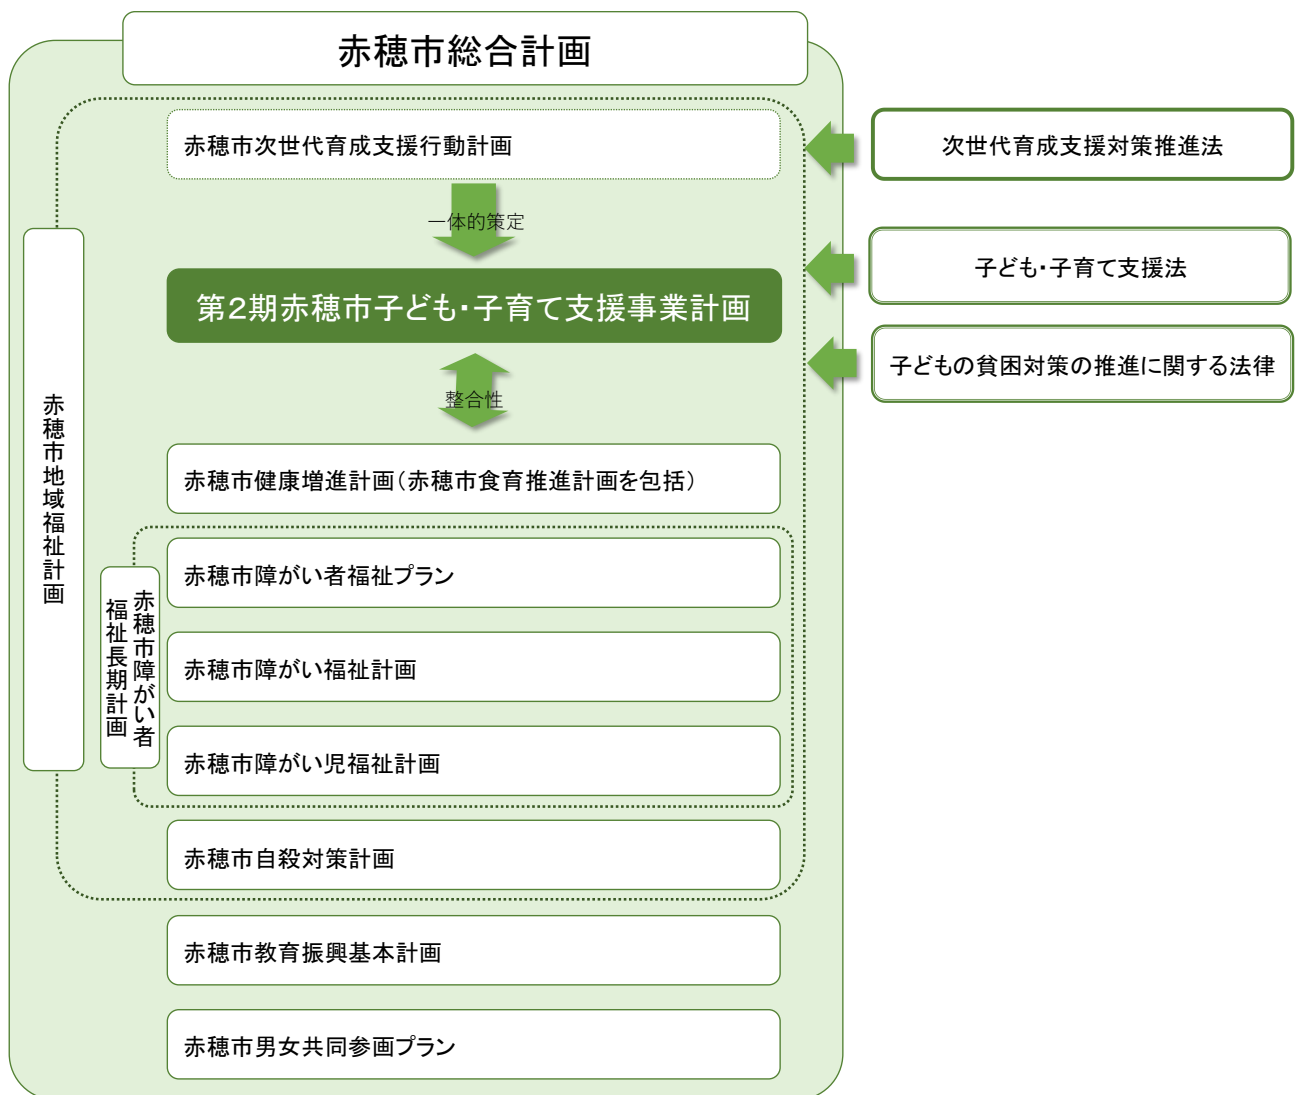 赤穂市総合計画
赤穂市次世代育成支援行動計画
次世代育成支援対策推進法
一体的策定
子ども・子育て支援法
第２期赤穂市子ども・子育て支援事業計画
子どもの貧困対策の推進に関する法律
整合性
赤穂市地域福祉計画
赤穂市健康増進計画（赤穂市食育推進計画を包括）
赤穂市障がい者
福祉長期計画
赤穂市障がい者福祉プラン
赤穂市障がい福祉計画
赤穂市障がい児福祉計画
赤穂市自殺対策計画
赤穂市教育振興基本計画
赤穂市男女共同参画プラン